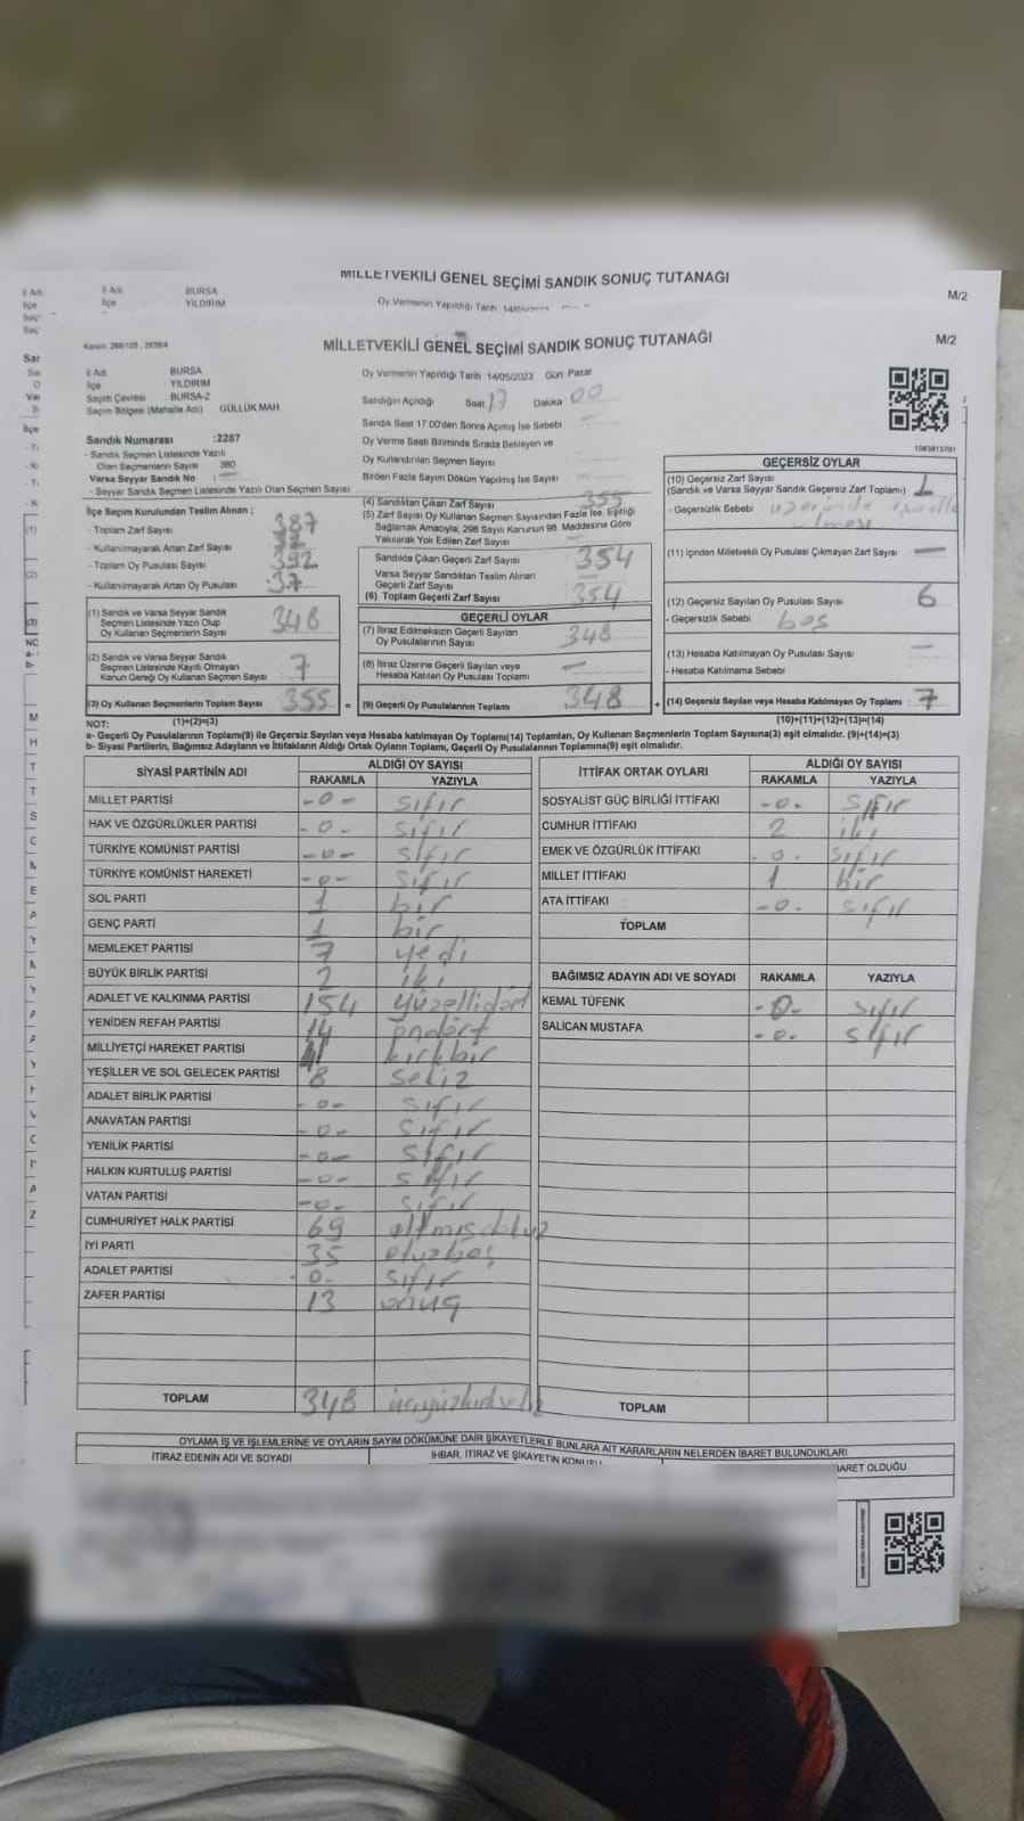 MİLLETVEKİLİ GENEL SEÇİMİ SANDIK SONUÇ TUTANAĞI
M/2
İl Adı BURSA
İlçe YILDIRIM
Oy Vermenin Yapıldığı Tarih
MİLLETVEKİLİ GENEL SEÇİMİ SANDIK SONUÇ TUTANAĞI
M/2
İl Adı BURSA
İlçe YILDIRIM
Seçim Çevresi BURSA-2
Seçim Bölgesi (Mahalle Adı) GÜLLÜK MAH.
Oy Vermenin Yapıldığı Tarih 14/05/2023 Gün Pazar
Sandığın Açıldığı Saat 17 Dakika 00
Sandık Saat 17.00'den Sonra Açılmış İse Sebebi
Oy Verme Saati Bitiminde Sırada Bekleyen ve
Oy Kullandırılan Seçmen Sayısı
Birden Fazla Sayım Döküm Yapılmış İse Sayısı
Sandık Numarası :2287
- Sandık Seçmen Listesinde Yazılı
Olan Seçmenlerin Sayısı 380
Varsa Seyyar Sandık No
- Seyyar Sandık Seçmen Listesinde Yazılı Olan Seçmen Sayısı
İlçe Seçim Kurulundan Teslim Alınan :
- Toplam Zarf Sayısı 387
- Kullanılmayarak Artan Zarf Sayısı
- Toplam Oy Pusulası Sayısı 392
- Kullanılmayarak Artan Oy Pusulası 37
(1) Sandık ve Varsa Seyyar Sandık
Seçmen Listesinde Yazılı Olup
Oy Kullanan Seçmenlerin Sayısı 348
(2) Sandık ve Varsa Seyyar Sandık
Seçmen Listesinde Kayıtlı Olmayan
Kanun Gereği Oy Kullanan Seçmen Sayısı 7
(3) Oy Kullanan Seçmenlerin Toplam Sayısı 355 =
(4) Sandıktan Çıkan Zarf Sayısı 355
(5) Zarf Sayısı Oy Kullanan Seçmen Sayısından Fazla İse, Eşitliği
Sağlamak Amacıyla, 298 Sayılı Kanunun 98. Maddesine Göre
Yakılarak Yok Edilen Zarf Sayısı
Sandıkta Çıkan Geçerli Zarf Sayısı 354
Varsa Seyyar Sandıktan Teslim Alınan
Geçerli Zarf Sayısı
(6) Toplam Geçerli Zarf Sayısı 354
GEÇERLİ OYLAR
(7) İtiraz Edilmeksizin Geçerli Sayılan
Oy Pusulalarının Sayısı 348
(8) İtiraz Üzerine Geçerli Sayılan veya
Hesaba Katılan Oy Pusulası Toplamı —
(9) Geçerli Oy Pusulalarının Toplamı 348 +
GEÇERSİZ OYLAR
(10) Geçersiz Zarf Sayısı
(Sandık ve Varsa Seyyar Sandık Geçersiz Zarf Toplamı) 1
- Geçersizlik Sebebi üzerinde
(11) İçinden Milletvekili Oy Pusulası Çıkmayan Zarf Sayısı —
(12) Geçersiz Sayılan Oy Pusulası Sayısı 6
- Geçersizlik Sebebi boş
(13) Hesaba Katılmayan Oy Pusulası Sayısı —
- Hesaba Katılmama Sebebi
(14) Geçersiz Sayılan veya Hesaba Katılmayan Oy Toplamı : 7
NOT: (1)+(2)=(3)
(10)+(11)+(12)+(13)=(14)
a- Geçerli Oy Pusulalarının Toplamı(9) ile Geçersiz Sayılan veya Hesaba katılmayan Oy Toplamı(14) Toplamları, Oy Kullanan Seçmenlerin Toplam Sayısına(3) eşit olmalıdır. (9)+(14)=(3)
b- Siyasi Partilerin, Bağımsız Adayların ve İttifakların Aldığı Ortak Oyların Toplamı, Geçerli Oy Pusulalarının Toplamına(9) eşit olmalıdır.
SİYASİ PARTİNİN ADI ALDIĞI OY SAYISI
RAKAMLA YAZIYLA
MİLLET PARTİSİ -0- sıfır
HAK VE ÖZGÜRLÜKLER PARTİSİ -0- sıfır
TÜRKİYE KOMÜNİST PARTİSİ -0- sıfır
TÜRKİYE KOMÜNİST HAREKETİ -0- sıfır
SOL PARTİ 1 bir
GENÇ PARTİ 1 bir
MEMLEKET PARTİSİ 7 yedi
BÜYÜK BİRLİK PARTİSİ 2 iki
ADALET VE KALKINMA PARTİSİ 154 yüzellidört
YENİDEN REFAH PARTİSİ 14 ondört
MİLLİYETÇİ HAREKET PARTİSİ 41 kırkbir
YEŞİLLER VE SOL GELECEK PARTİSİ 8 sekiz
ADALET BİRLİK PARTİSİ -0- sıfır
ANAVATAN PARTİSİ -0- sıfır
YENİLİK PARTİSİ -0- sıfır
HALKIN KURTULUŞ PARTİSİ -0- sıfır
VATAN PARTİSİ -0- sıfır
CUMHURİYET HALK PARTİSİ 69 altmışdokuz
İYİ PARTİ 35 otuzbeş
ADALET PARTİSİ -0- sıfır
ZAFER PARTİSİ 13 onüç
TOPLAM 348 üçyüzkırksekiz
İTTİFAK ORTAK OYLARI ALDIĞI OY SAYISI
RAKAMLA YAZIYLA
SOSYALİST GÜÇ BİRLİĞİ İTTİFAKI -0- sıfır
CUMHUR İTTİFAKI 2 iki
EMEK VE ÖZGÜRLÜK İTTİFAKI -0- sıfır
MİLLET İTTİFAKI 1 bir
ATA İTTİFAKI -0- sıfır
TOPLAM
BAĞIMSIZ ADAYIN ADI VE SOYADI RAKAMLA YAZIYLA
KEMAL TÜFENK -0- sıfır
SALİCAN MUSTAFA -0- sıfır
TOPLAM
OYLAMA İŞ VE İŞLEMLERİNE VE OYLARIN SAYIM DÖKÜMÜNE DAİR ŞİKAYETLERLE BUNLARA AİT KARARLARIN NELERDEN İBARET BULUNDUKLARI
İTİRAZ EDENİN ADI VE SOYADI
İHBAR, İTİRAZ VE ŞİKAYETİN KONUSU
BARET OLDUĞU